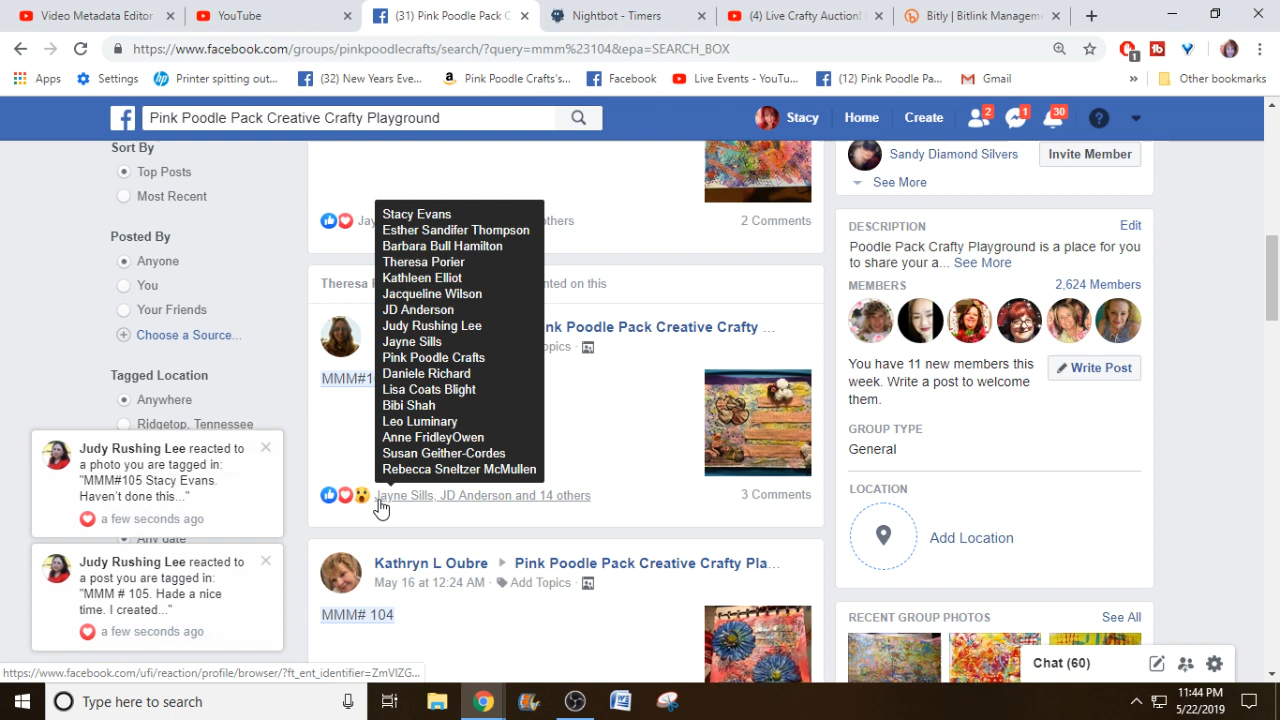 Video Metadata Editor
YouTube
(31) Pink Poodle Pack C
Nightbot - Timers
(4) Live Crafty Auction!
Bitly | Bitlink Managem
https://www.facebook.com/groups/pinkpoodlecrafts/search/?query=mmm%23104&epa=SEARCH_BOX
Apps
Settings
Printer spitting out...
(32) New Years Eve...
Pink Poodle Crafts's...
Facebook
Live Events - YouTu...
(12) Pink Poodle Pa...
Gmail
Other bookmarks
Pink Poodle Pack Creative Crafty Playground
Stacy
Home
Create
2
1
30
Sort By
Top Posts
Most Recent
Posted By
Anyone
You
Your Friends
Choose a Source...
Tagged Location
Anywhere
Ridgetop, Tennessee
Any date
Judy Rushing Lee reacted to
a photo you are tagged in:
"MMM#105 Stacy Evans.
Haven't done this..."
a few seconds ago
Judy Rushing Lee reacted to
a post you are tagged in:
"MMM # 105. Hade a nice
time. I created..."
a few seconds ago
2 Comments
Stacy Evans
Esther Sandifer Thompson
Barbara Bull Hamilton
Theresa Porier
Kathleen Elliot
Jacqueline Wilson
JD Anderson
Judy Rushing Lee
Jayne Sills
Pink Poodle Crafts
Daniele Richard
Lisa Coats Blight
Bibi Shah
Leo Luminary
Anne FridleyOwen
Susan Geither-Cordes
Rebecca Sneltzer McMullen
nk Poodle Pack Creative Crafty ...
MMM#1
Jayne Sills, JD Anderson and 14 others
3 Comments
Kathryn L Oubre
Pink Poodle Pack Creative Crafty Pla...
May 16 at 12:24 AM · Add Topics ·
MMM# 104
Sandy Diamond Silvers
Invite Member
See More
DESCRIPTION
Edit
Poodle Pack Crafty Playground is a place for you
to share your a... See More
MEMBERS
2,624 Members
You have 11 new members this
week. Write a post to welcome
them.
Write Post
GROUP TYPE
General
LOCATION
Add Location
RECENT GROUP PHOTOS
See All
Chat (60)
https://www.facebook.com/ufi/reaction/profile/browser/?ft_ent_identifier=ZmVlZG...
Type here to search
11:44 PM
5/22/2019